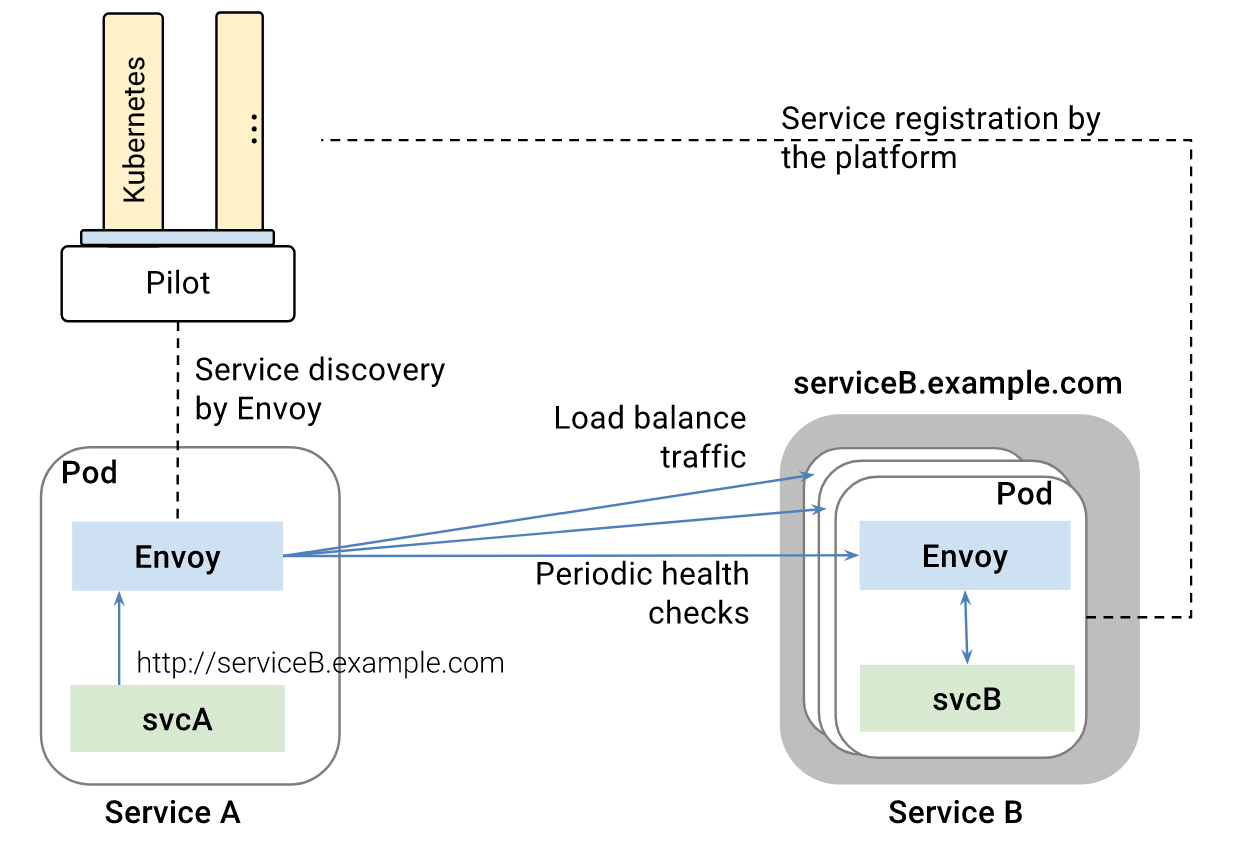 Kubernetes
...
Service registration by
the platform
Pilot
Service discovery
by Envoy
serviceB.example.com
Load balance
traffic
Pod
Pod
Envoy
Envoy
Periodic health
checks
http://serviceB.example.com
svcA
svcB
Service A
Service B